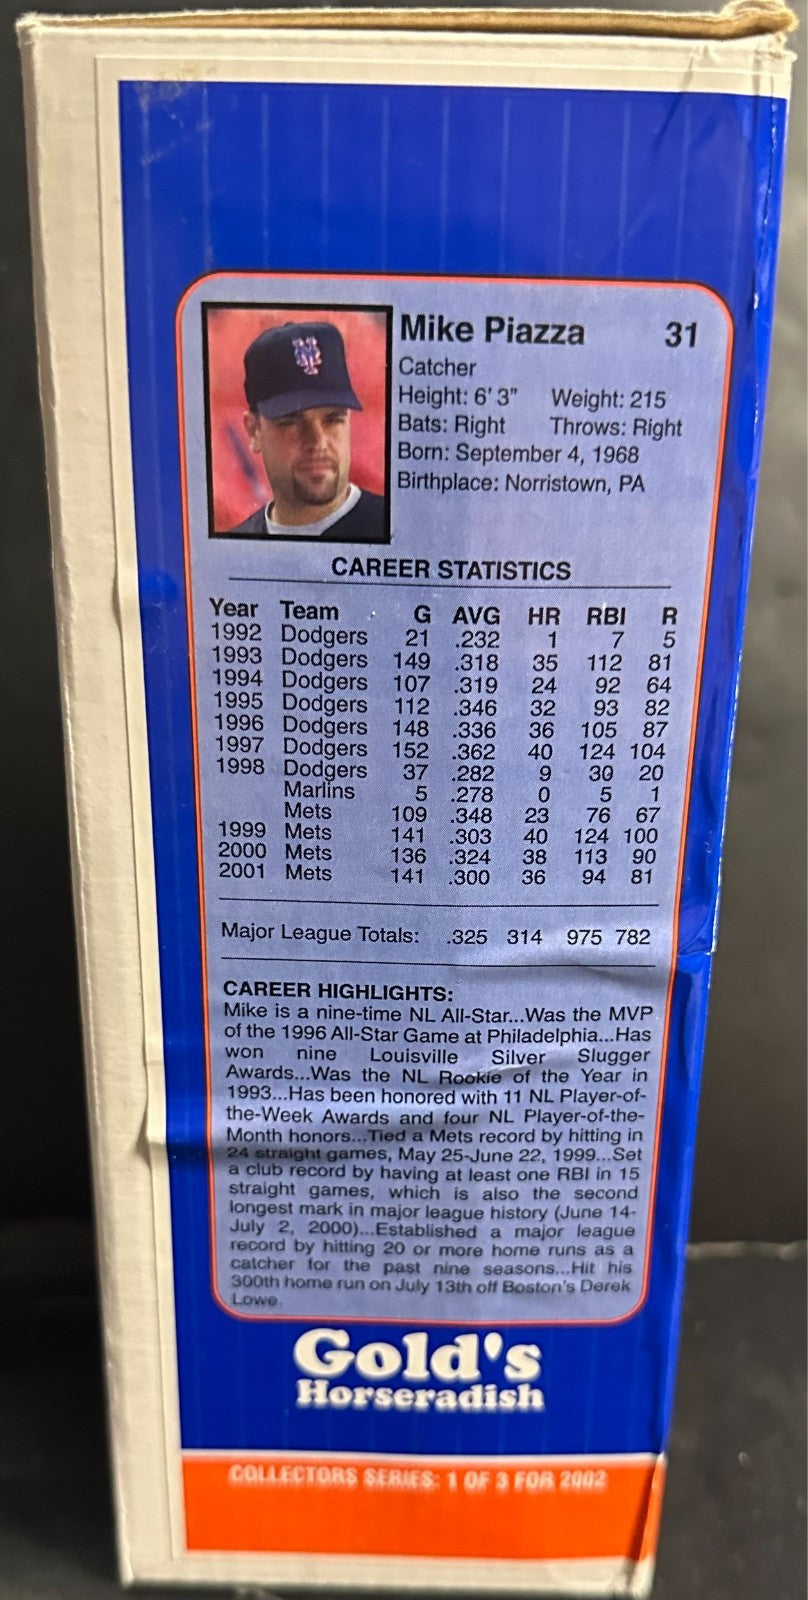 Mike Piazza 31
Catcher
Height: 6' 3" Weight: 215
Bats: Right Throws: Right
Born: September 4, 1968
Birthplace: Norristown, PA
CAREER STATISTICS
Year Team G AVG HR RBI R
1992 Dodgers 21 .232 1 7 5
1993 Dodgers 149 .318 35 112 81
1994 Dodgers 107 .319 24 92 64
1995 Dodgers 112 .346 32 93 82
1996 Dodgers 148 .336 36 105 87
1997 Dodgers 152 .362 40 124 104
1998 Dodgers 37 .282 9 30 20
Marlins 5 .278 0 5 1
Mets 109 .348 23 76 67
1999 Mets 141 .303 40 124 100
2000 Mets 136 .324 38 113 90
2001 Mets 141 .300 36 94 81
Major League Totals: .325 314 975 782
CAREER HIGHLIGHTS:
Mike is a nine-time NL All-Star...Was the MVP
of the 1996 All-Star Game at Philadelphia...Has
won nine Louisville Silver Slugger
Awards...Was the NL Rookie of the Year in
1993...Has been honored with 11 NL Player-of-
the-Week Awards and four NL Player-of-the-
Month honors...Tied a Mets record by hitting in
24 straight games, May 25-June 22, 1999...Set
a club record by having at least one RBI in 15
straight games, which is also the second
longest mark in major league history (June 14-
July 2, 2000)...Established a major league
record by hitting 20 or more home runs as a
catcher for the past nine seasons...Hit his
300th home run on July 13th off Boston's Derek
Lowe.
Gold's
Horseradish
COLLECTORS SERIES: 1 OF 3 FOR 2002
NY